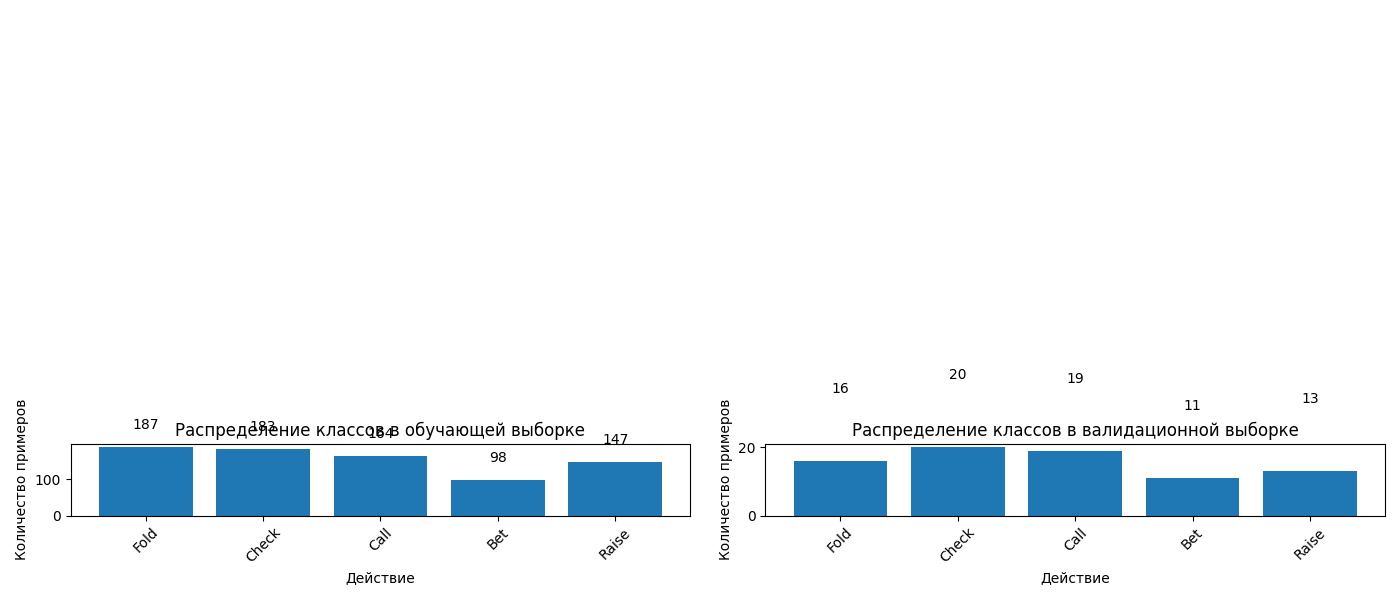 187
183
164
98
147
Распределение классов в обучающей выборке
Количество примеров
100
0
Fold
Check
Call
Bet
Raise
Действие
16
20
19
11
13
Распределение классов в валидационной выборке
Количество примеров
20
0
Fold
Check
Call
Bet
Raise
Действие